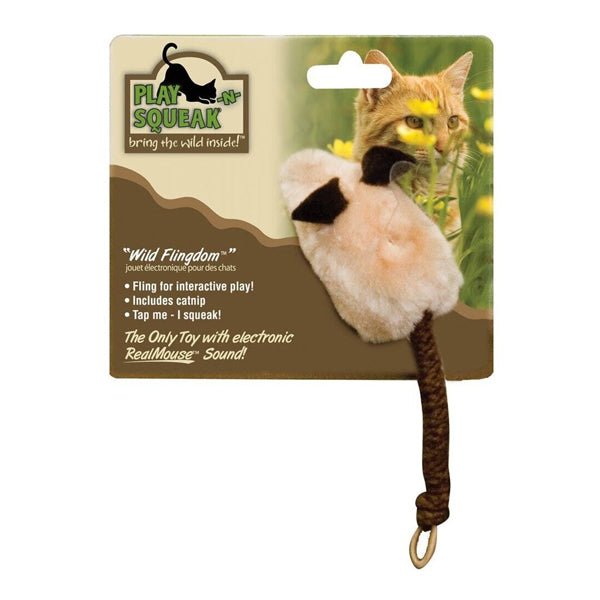 PLAY
-N-
SQUEAK®
bring the wild inside!™
"Wild Flingdom™"
jouet électronique pour des chats
• Fling for interactive play!
• Includes catnip
• Tap me - I squeak!
The Only Toy with electronic
RealMouse™ Sound!